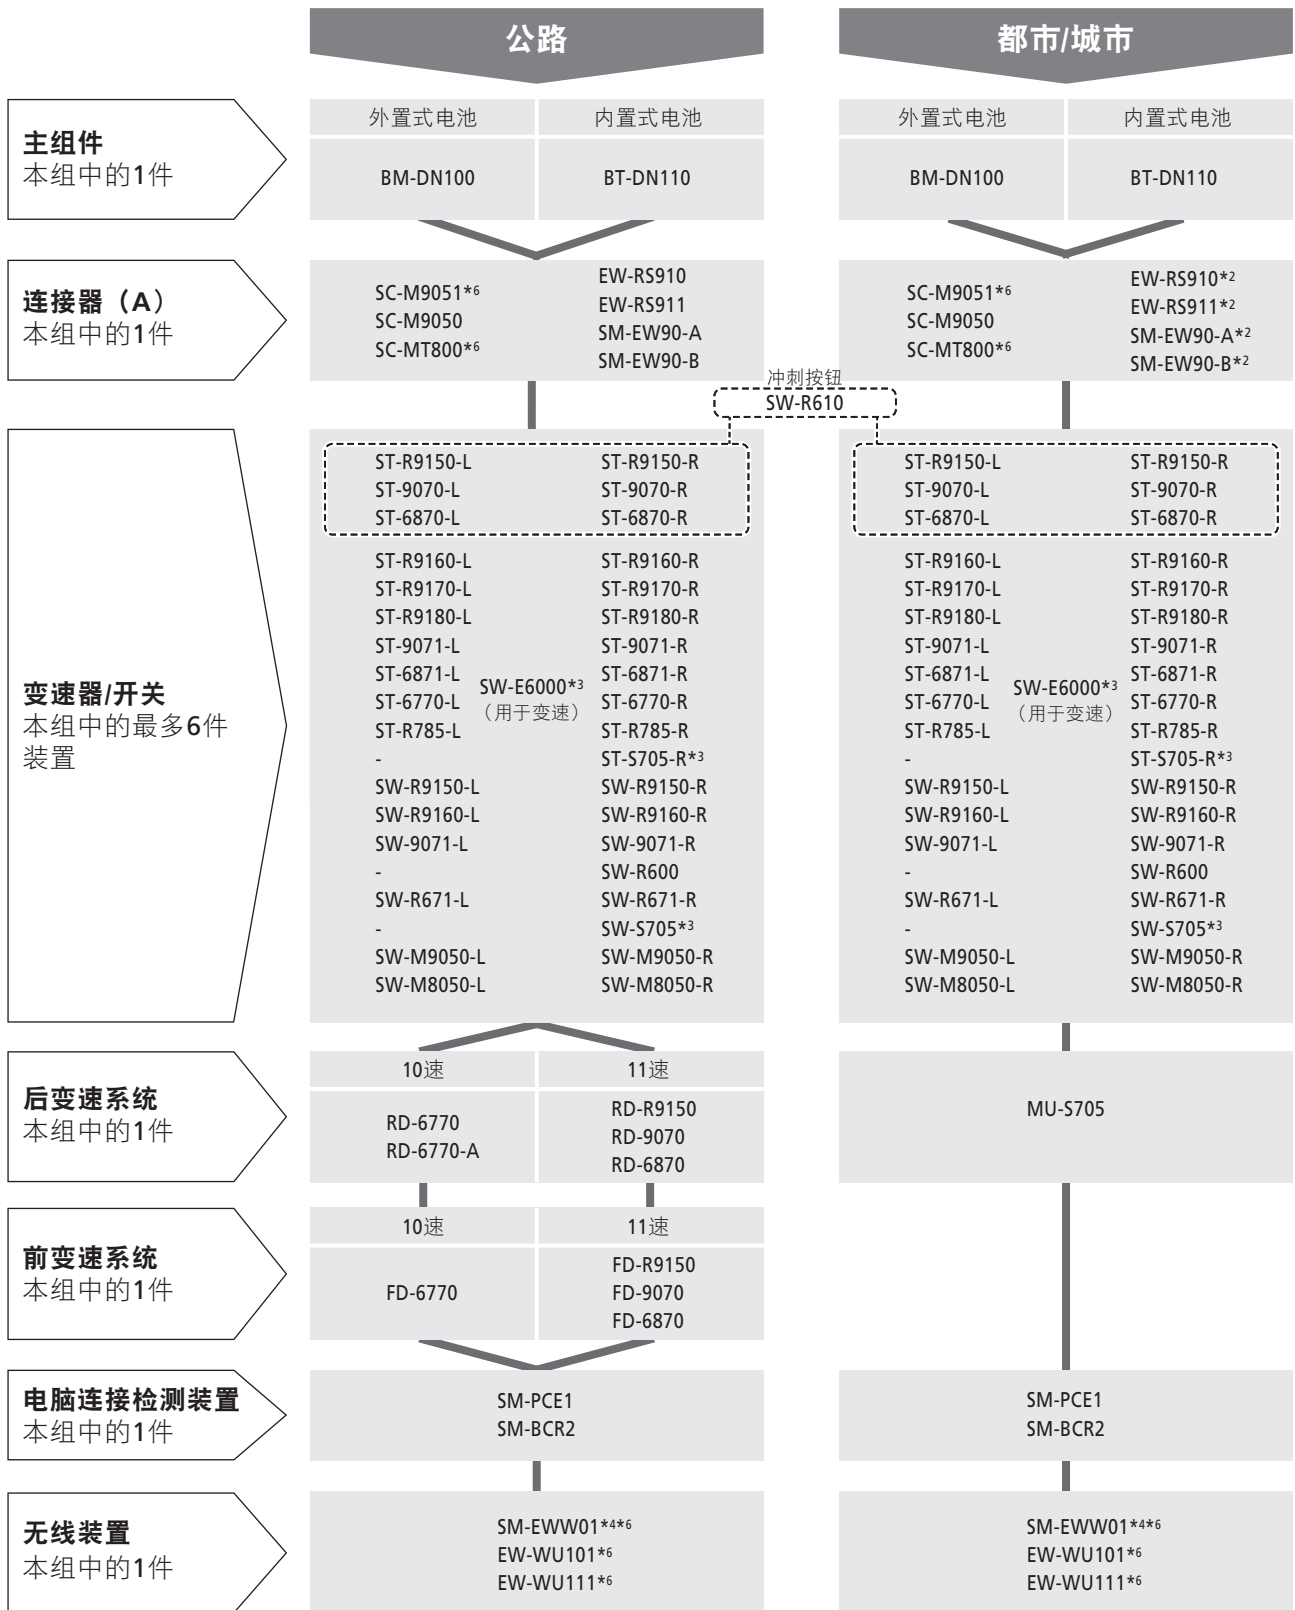 公路
都市/城市
主组件
本组中的1件
外置式电池
内置式电池
BM-DN100
BT-DN110
外置式电池
内置式电池
BM-DN100
BT-DN110
连接器（A）
本组中的1件
SC-M9051*6
SC-M9050
SC-MT800*6
EW-RS910
EW-RS911
SM-EW90-A
SM-EW90-B
SC-M9051*6
SC-M9050
SC-MT800*6
EW-RS910*2
EW-RS911*2
SM-EW90-A*2
SM-EW90-B*2
冲刺按钮
SW-R610
变速器/开关
本组中的最多6件
装置
ST-R9150-L
ST-9070-L
ST-6870-L
ST-R9150-R
ST-9070-R
ST-6870-R
ST-R9160-L
ST-R9170-L
ST-R9180-L
ST-9071-L
ST-6871-L
ST-6770-L
ST-R785-L
-
SW-R9150-L
SW-R9160-L
SW-9071-L
-
SW-R671-L
-
SW-M9050-L
SW-M8050-L
SW-E6000*3
（用于变速）
ST-R9160-R
ST-R9170-R
ST-R9180-R
ST-9071-R
ST-6871-R
ST-6770-R
ST-R785-R
ST-S705-R*3
SW-R9150-R
SW-R9160-R
SW-9071-R
SW-R600
SW-R671-R
SW-S705*3
SW-M9050-R
SW-M8050-R
ST-R9150-L
ST-9070-L
ST-6870-L
ST-R9150-R
ST-9070-R
ST-6870-R
ST-R9160-L
ST-R9170-L
ST-R9180-L
ST-9071-L
ST-6871-L
ST-6770-L
ST-R785-L
-
SW-R9150-L
SW-R9160-L
SW-9071-L
-
SW-R671-L
-
SW-M9050-L
SW-M8050-L
SW-E6000*3
（用于变速）
ST-R9160-R
ST-R9170-R
ST-R9180-R
ST-9071-R
ST-6871-R
ST-6770-R
ST-R785-R
ST-S705-R*3
SW-R9150-R
SW-R9160-R
SW-9071-R
SW-R600
SW-R671-R
SW-S705*3
SW-M9050-R
SW-M8050-R
后变速系统
本组中的1件
10速
11速
RD-6770
RD-6770-A
RD-R9150
RD-9070
RD-6870
MU-S705
前变速系统
本组中的1件
10速
11速
FD-6770
FD-R9150
FD-9070
FD-6870
电脑连接检测装置
本组中的1件
SM-PCE1
SM-BCR2
SM-PCE1
SM-BCR2
无线装置
本组中的1件
SM-EWW01*4*6
EW-WU101*6
EW-WU111*6
SM-EWW01*4*6
EW-WU101*6
EW-WU111*6